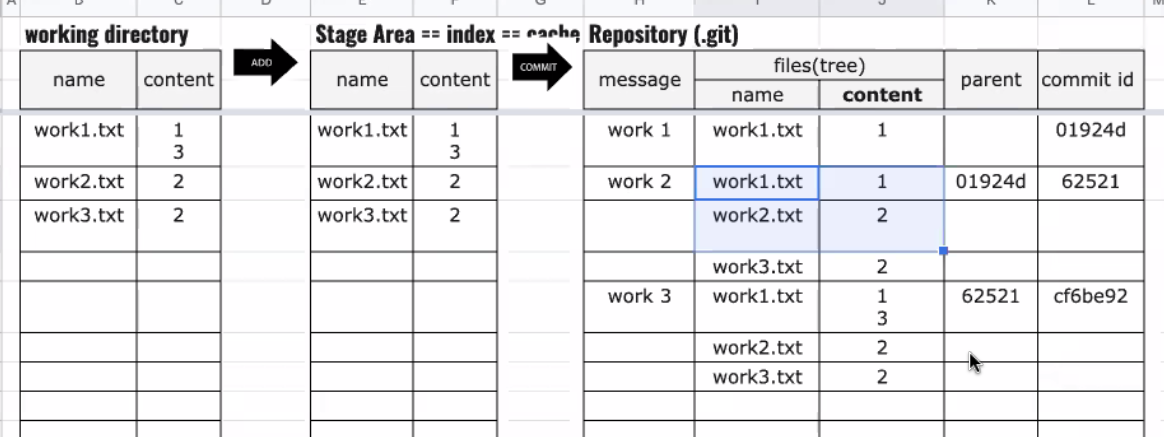 A B C D E F G H I J K L M
working directory ADD Stage Area == index == cache COMMIT Repository (.git)
name content name content message files(tree) parent commit id
name content
work1.txt 1 work1.txt 1 work 1 work1.txt 1 01924d
3 3
work2.txt 2 work2.txt 2 work 2 work1.txt 1 01924d 62521
work3.txt 2 work3.txt 2 work2.txt 2
work3.txt 2
work 3 work1.txt 1 62521 cf6be92
3
work2.txt 2
work3.txt 2